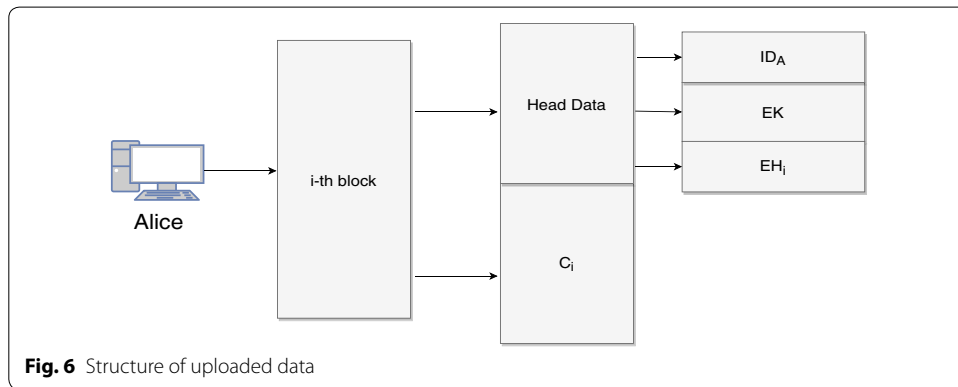 Alice
i-th block
Head Data
C_i
ID_A
EK
EH_i
Fig. 6 Structure of uploaded data